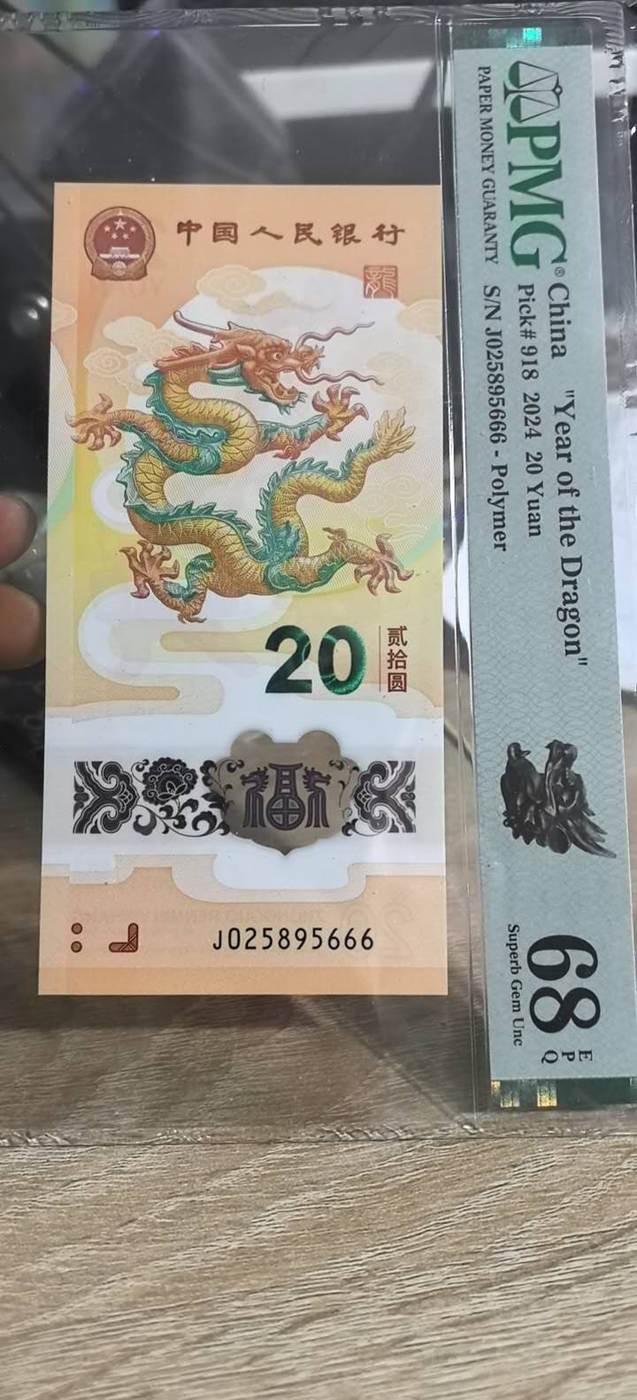 中国人民银行
龍
20
贰拾圆
福
J025895666
PMG
®
PAPER MONEY GUARANTY
China "Year of the Dragon"
Pick# 918 2024 20 Yuan
S/N J025895666 - Polymer
68
EPQ
Superb Gem Unc